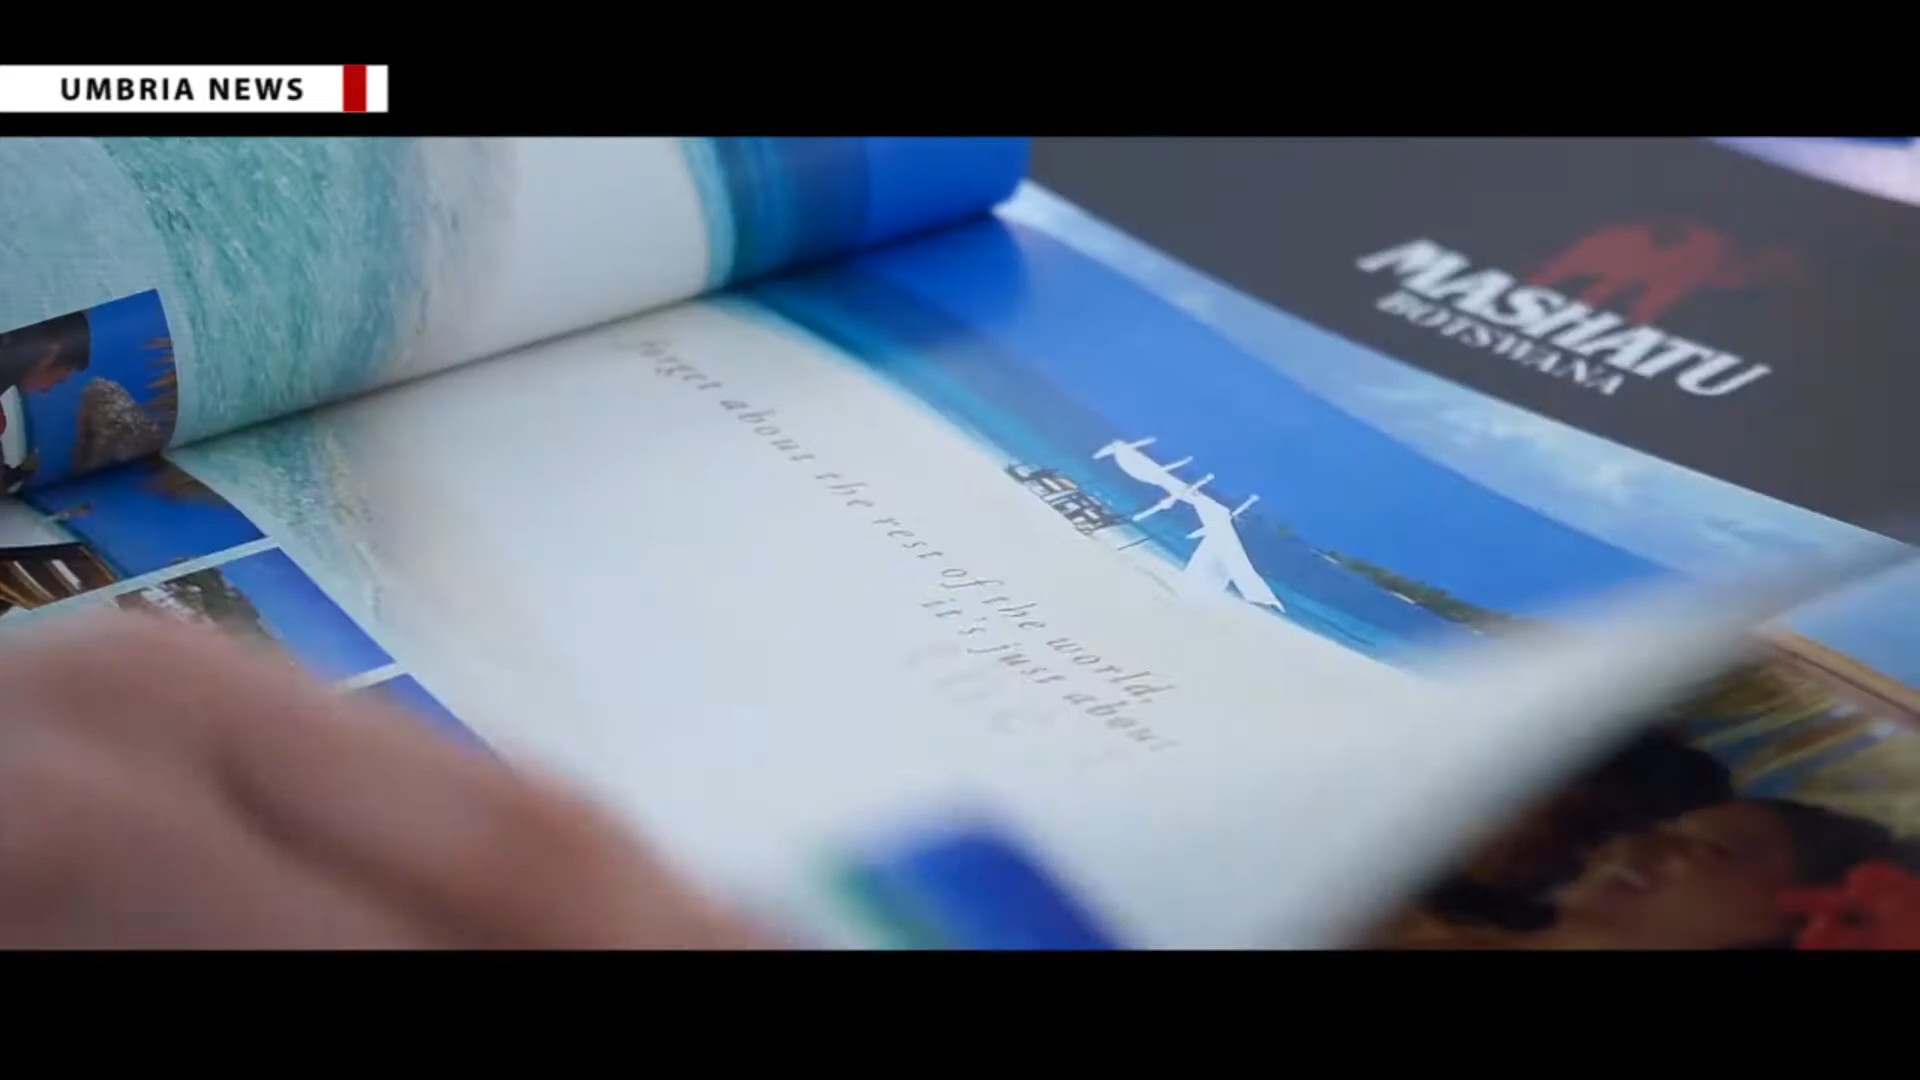 UMBRIA NEWS
MASHATU
BOTSWANA
forget about the rest of the world,
it's just about